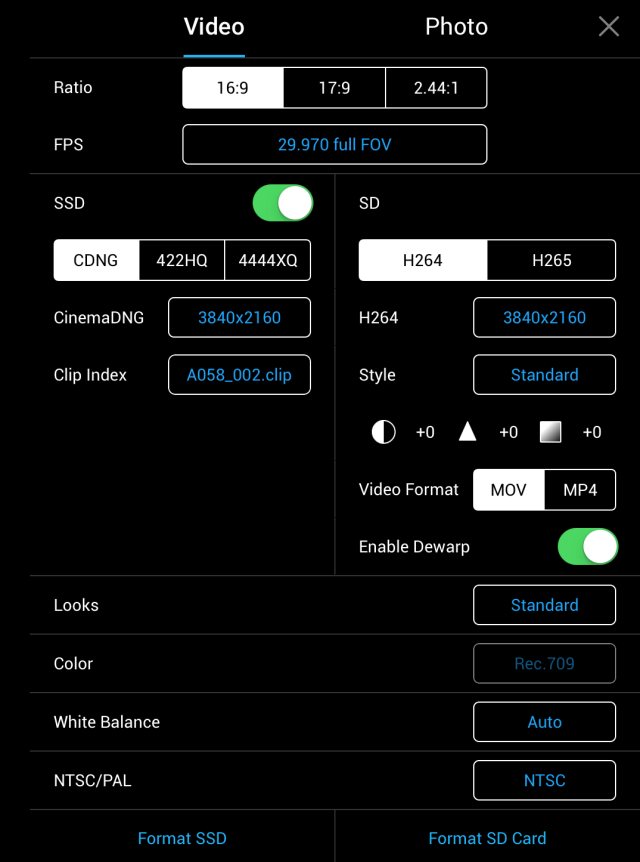 Video Photo
Ratio 16:9 17:9 2.44:1
FPS 29.970 full FOV
SSD
CDNG 422HQ 4444XQ
CinemaDNG 3840x2160
Clip Index A058_002.clip
SD
H264 H265
H264 3840x2160
Style Standard
+0 +0 +0
Video Format MOV MP4
Enable Dewarp
Looks Standard
Color Rec.709
White Balance Auto
NTSC/PAL NTSC
Format SSD Format SD Card